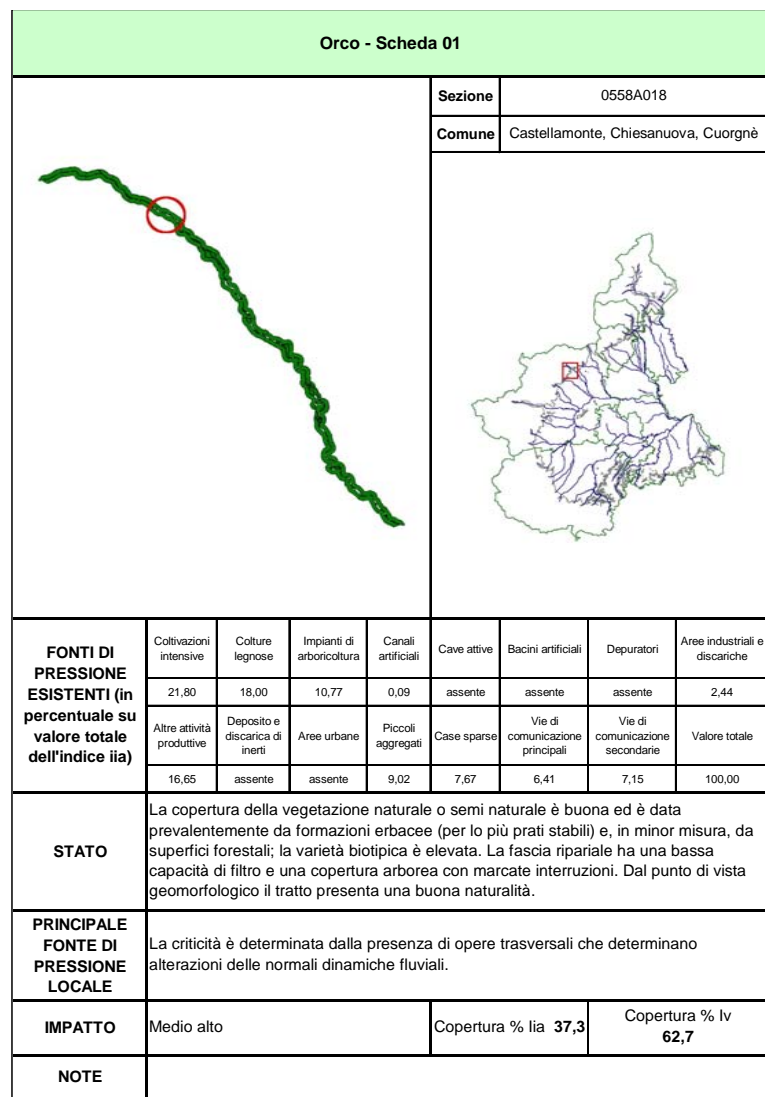 Orco - Scheda 01
Sezione
0558A018
Comune
Castellamonte, Chiesanuova, Cuorgnè
FONTI DI
PRESSIONE
ESISTENTI (in
percentuale su
valore totale
dell'indice iia)
Coltivazioni
intensive
Colture
legnose
Impianti di
arboricoltura
Canali
artificiali
Cave attive
Bacini artificiali
Depuratori
Aree industriali e
discariche
21,80
18,00
10,77
0,09
assente
assente
assente
2,44
Altre attività
produttive
Deposito e
discarica di
inerti
Aree urbane
Piccoli
aggregati
Case sparse
Vie di
comunicazione
principali
Vie di
comunicazione
secondarie
Valore totale
16,65
assente
assente
9,02
7,67
6,41
7,15
100,00
STATO
La copertura della vegetazione naturale o semi naturale è buona ed è data
prevalentemente da formazioni erbacee (per lo più prati stabili) e, in minor misura, da
superfici forestali; la varietà biotipica è elevata. La fascia ripariale ha una bassa
capacità di filtro e una copertura arborea con marcate interruzioni. Dal punto di vista
geomorfologico il tratto presenta una buona naturalità.
PRINCIPALE
FONTE DI
PRESSIONE
LOCALE
La criticità è determinata dalla presenza di opere trasversali che determinano
alterazioni delle normali dinamiche fluviali.
IMPATTO
Medio alto
Copertura % Iia 37,3
Copertura % Iv
62,7
NOTE